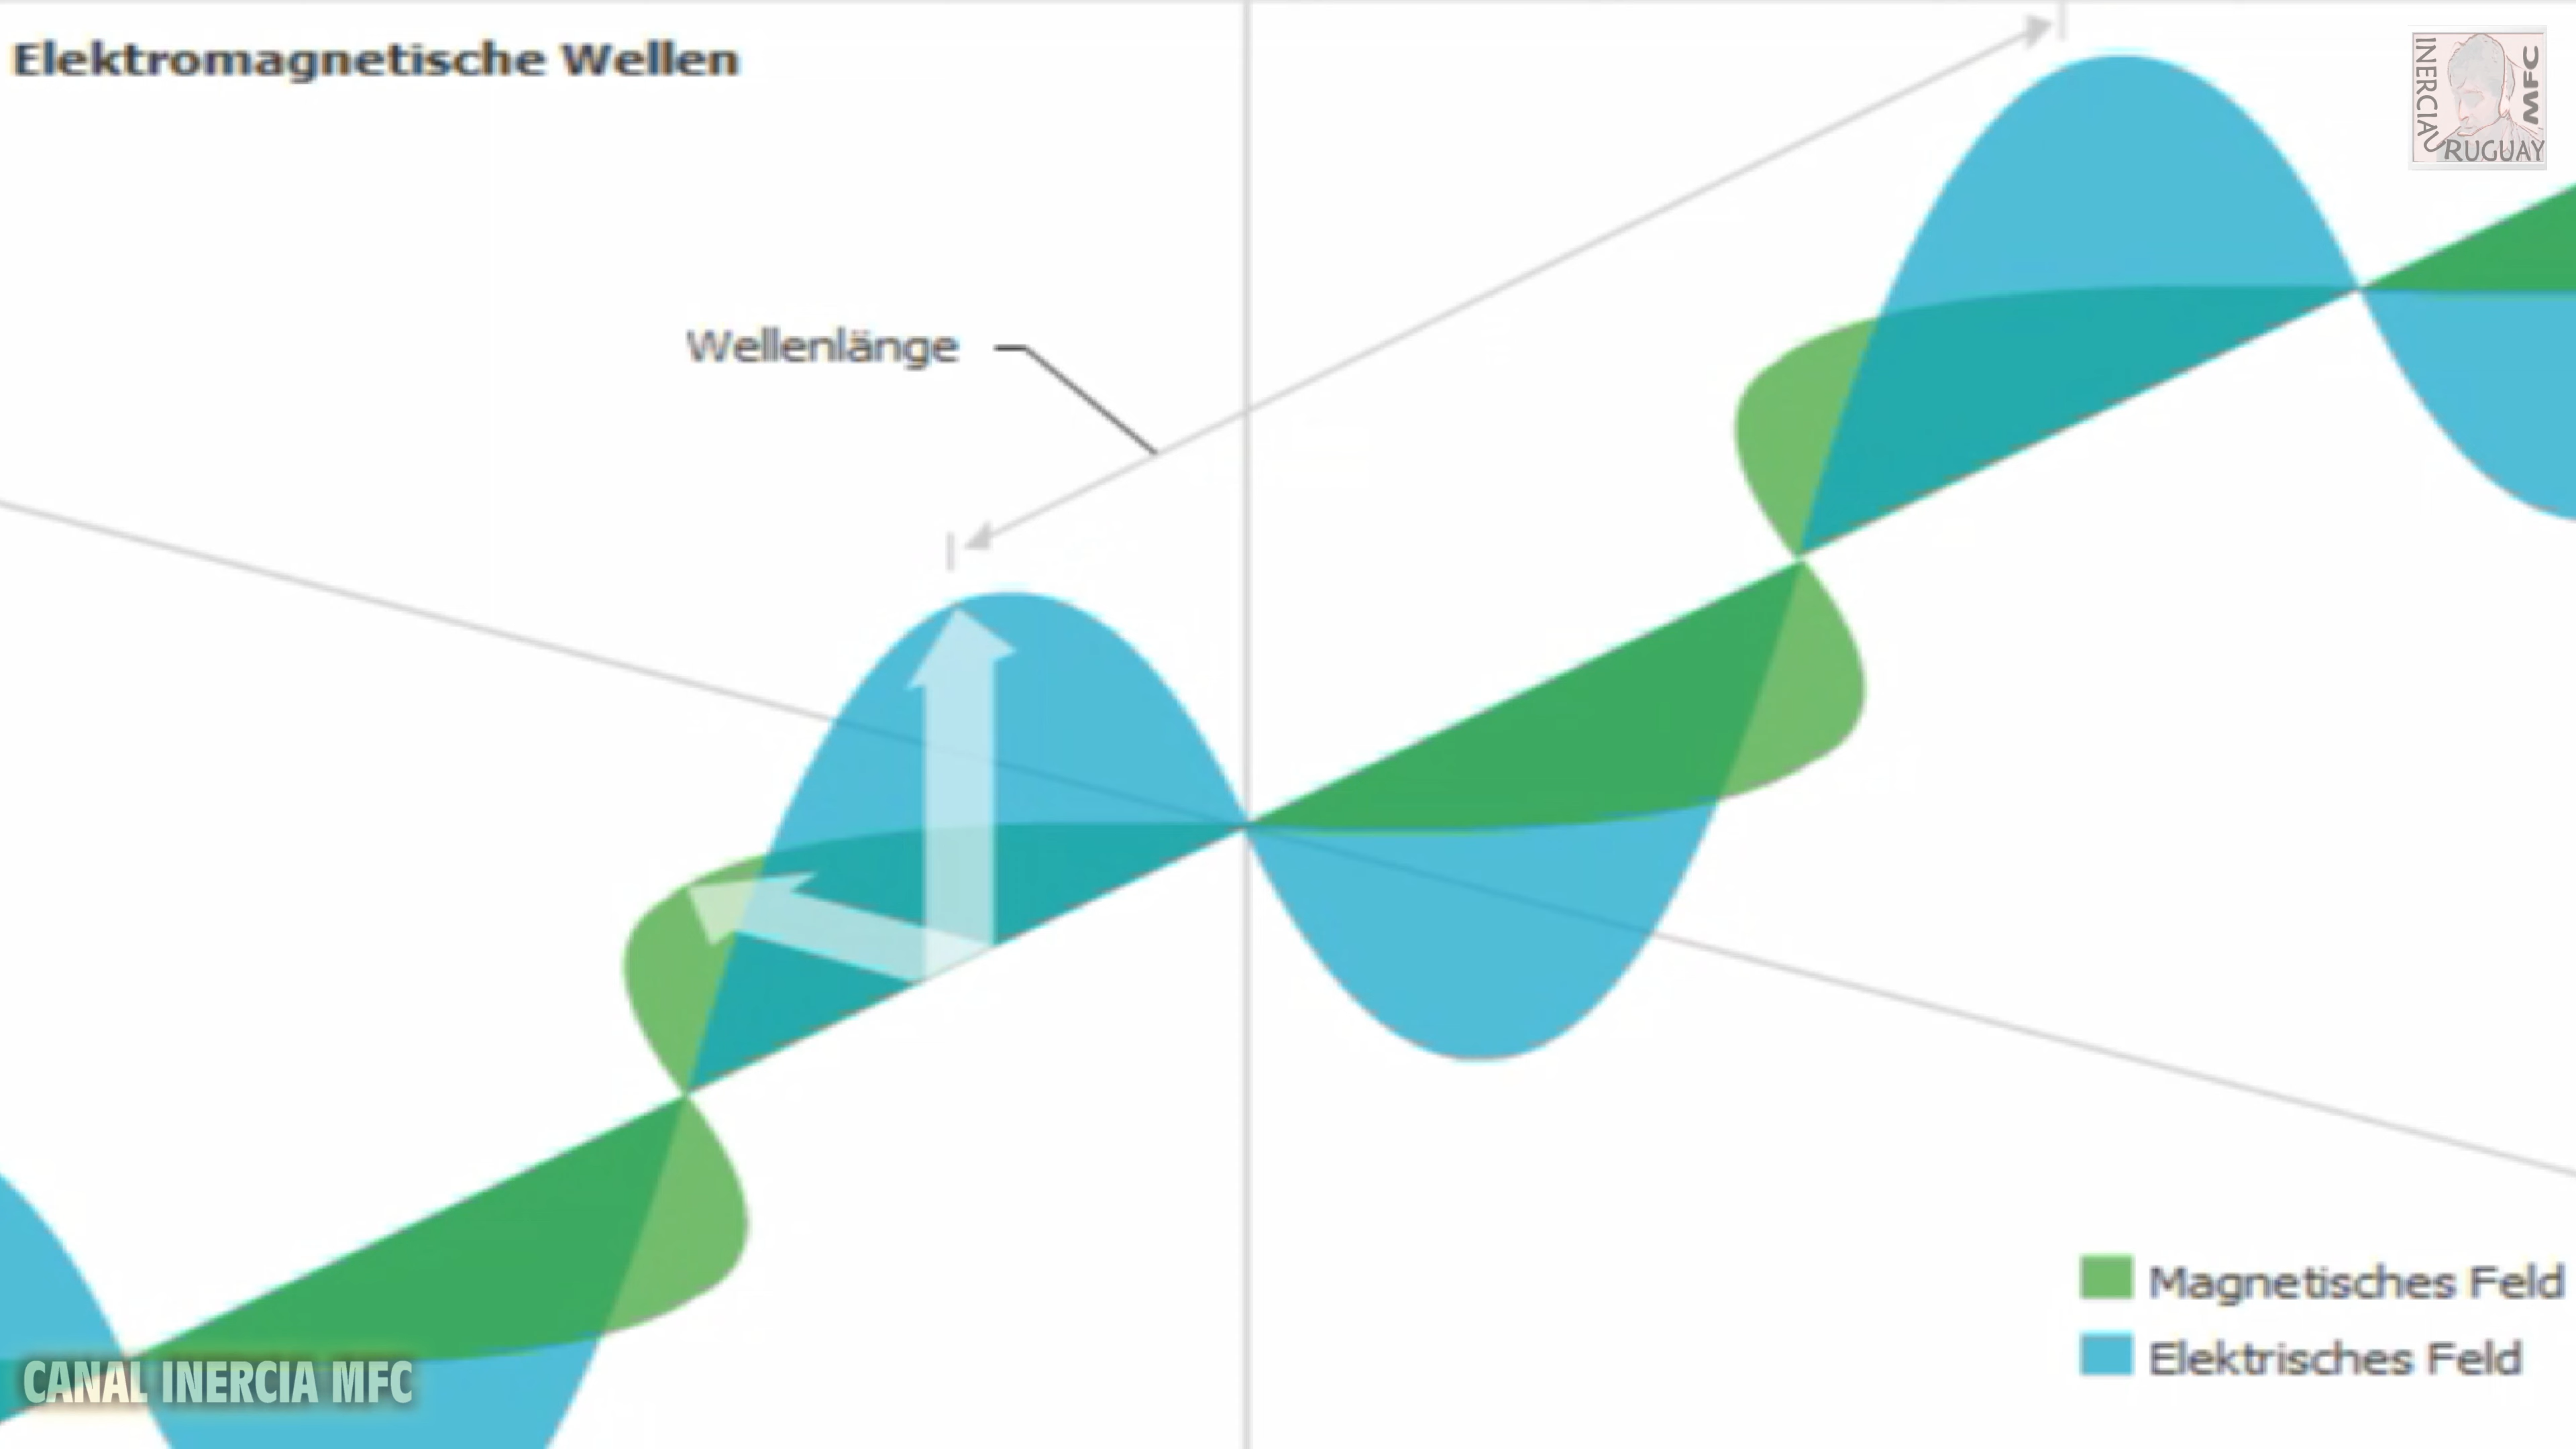 Elektromagnetische Wellen
INERCIA
MFC
URUGUAY
Wellenlänge
Magnetisches Feld
Elektrisches Feld
CANAL INERCIA MFC